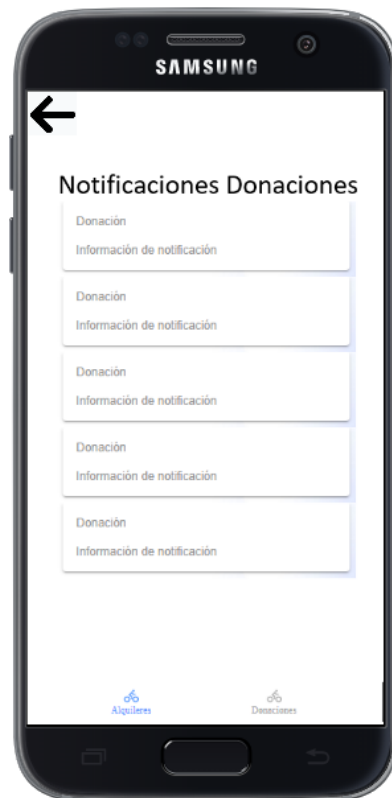 SAMSUNG
Notificaciones Donaciones
Donación
Información de notificación
Donación
Información de notificación
Donación
Información de notificación
Donación
Información de notificación
Donación
Información de notificación
Alquileres Donaciones